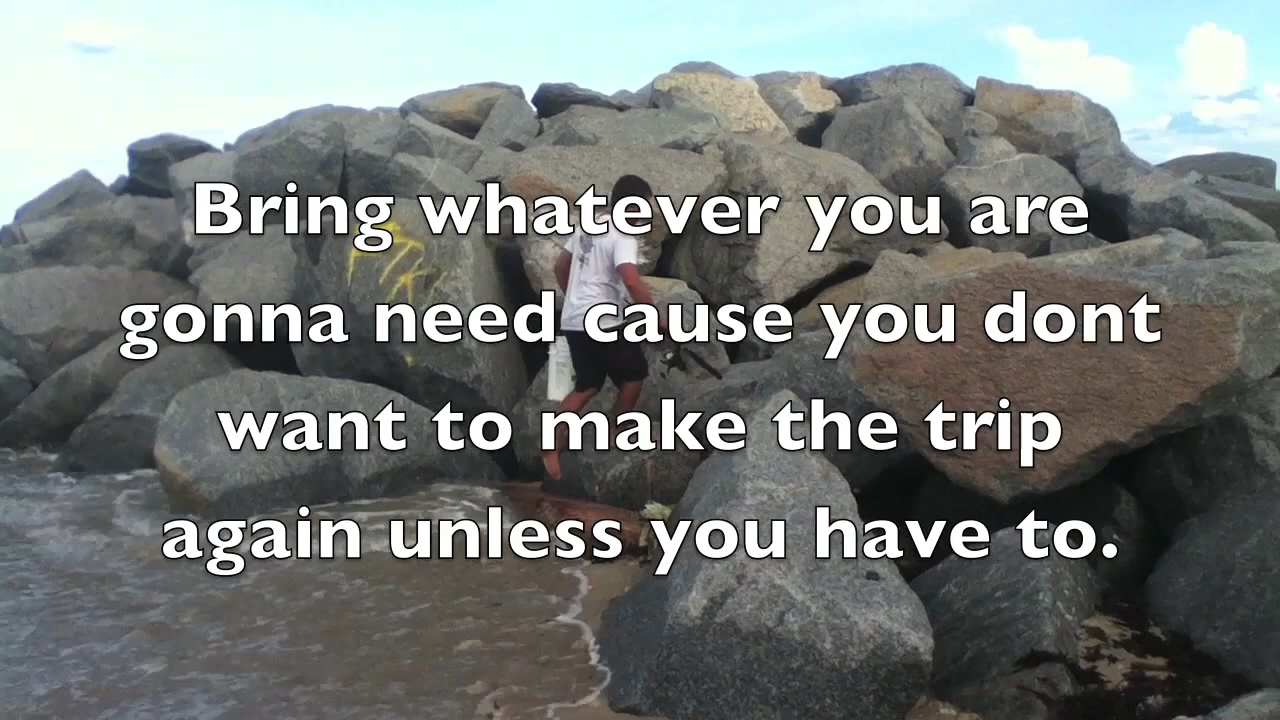 Bring whatever you are
gonna need cause you dont
want to make the trip
again unless you have to.